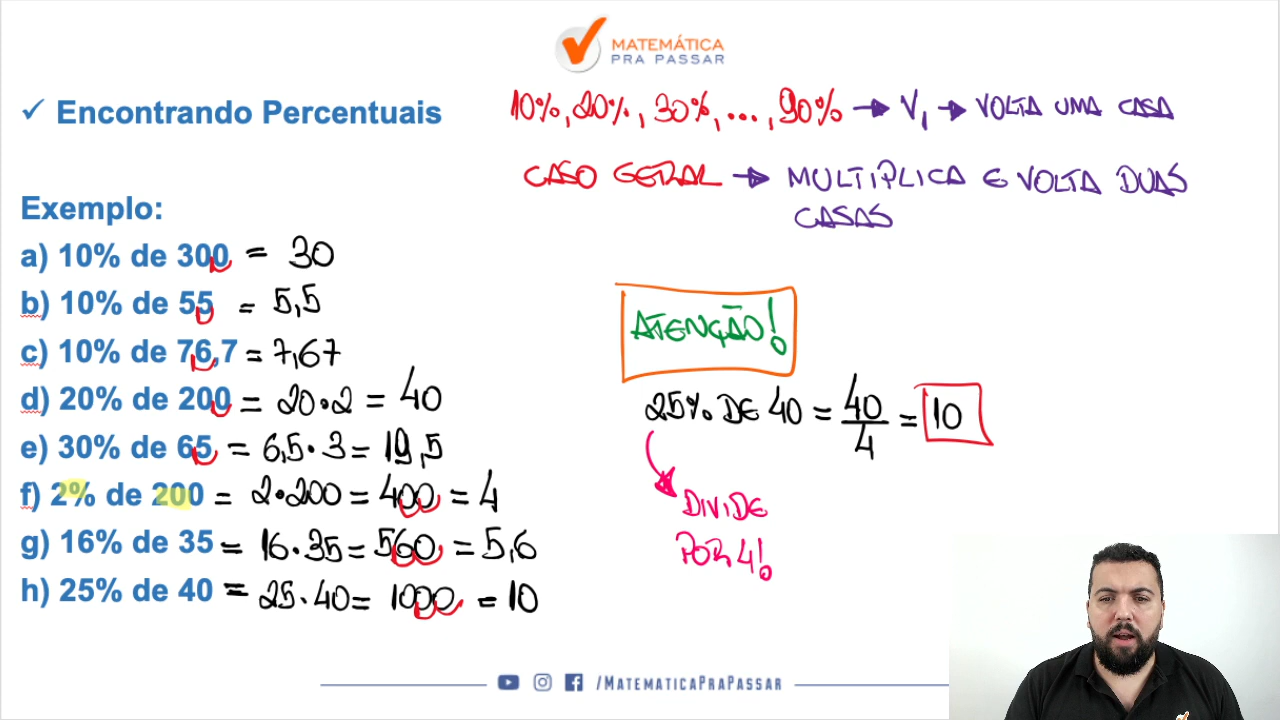 MATEMÁTICA
PRA PASSAR
✓ Encontrando Percentuais
10%, 20%, 30%, ..., 90% → V1 → VOLTA UMA CASA
CASO GERAL → MULTIPLICA E VOLTA DUAS
CASAS
Exemplo:
a) 10% de 300 = 30
b) 10% de 55 = 5,5
c) 10% de 76,7 = 7,67
d) 20% de 200 = 20·2 = 40
e) 30% de 65 = 6,5·3 = 19,5
f) 2% de 200 = 2·200 = 400 = 4
g) 16% de 35 = 16·35 = 560 = 5,6
h) 25% de 40 = 25·40 = 1000 = 10
ATENÇÃO!
25% DE 40 = 40/4 = 10
DIVIDE
POR 4!
/MATEMATICAPRAPASSAR